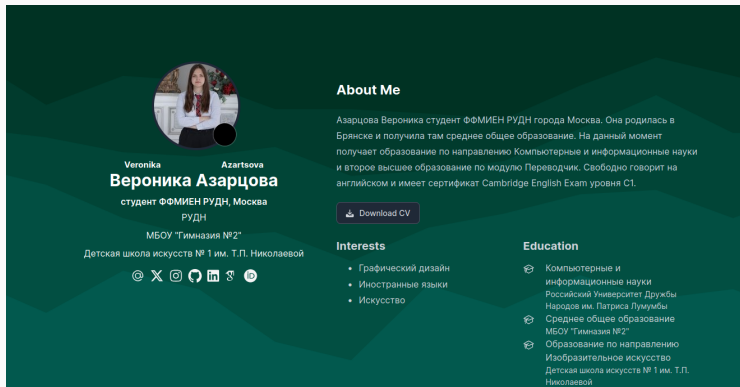 Veronika Azartsova
Вероника Азарцова
студент ФФМИЕН РУДН, Москва
РУДН
МБОУ "Гимназия №2"
Детская школа искусств № 1 им. Т.П. Николаевой
About Me
Азарцова Вероника студент ФФМИЕН РУДН города Москва. Она родилась в
Брянске и получила там среднее общее образование. На данный момент
получает образование по направлению Компьютерные и информационные науки
и второе высшее образование по модулю Переводчик. Свободно говорит на
английском и имеет сертификат Cambridge English Exam уровня C1.
Download CV
Interests
Графический дизайн
Иностранные языки
Искусство
Education
Компьютерные и
информационные науки
Российский Университет Дружбы
Народов им. Патриса Лумумбы
Среднее общее образование
МБОУ "Гимназия №2"
Образование по направлению
Изобразительное искусство
Детская школа искусств № 1 им. Т.П.
Николаевой